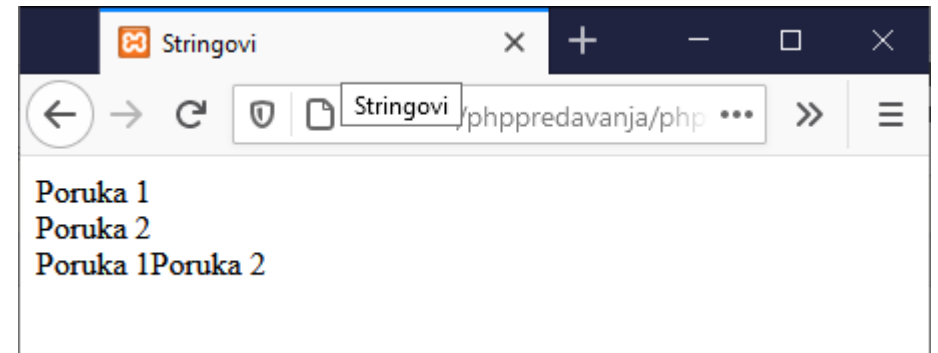 Stringovi
Stringovi
/phppredavanja/php
Poruka 1
Poruka 2
Poruka 1Poruka 2